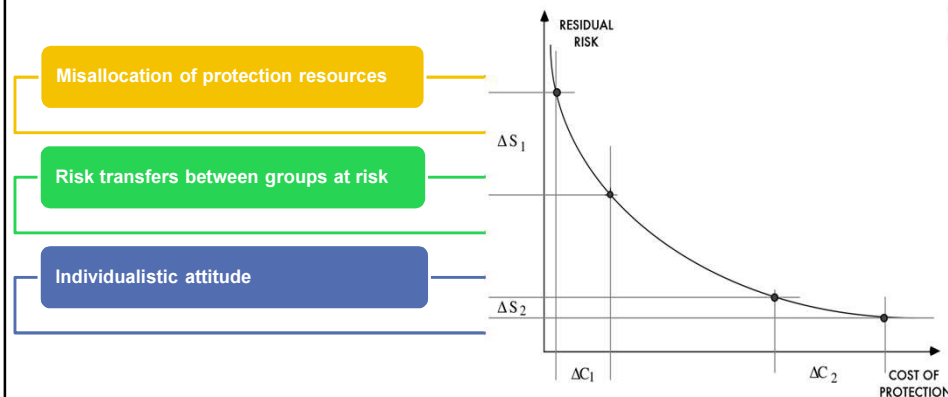 Misallocation of protection resources
Risk transfers between groups at risk
Individualistic attitude
RESIDUAL
RISK
ΔS₁
ΔS₂
ΔC₁
ΔC₂
COST OF
PROTECTION